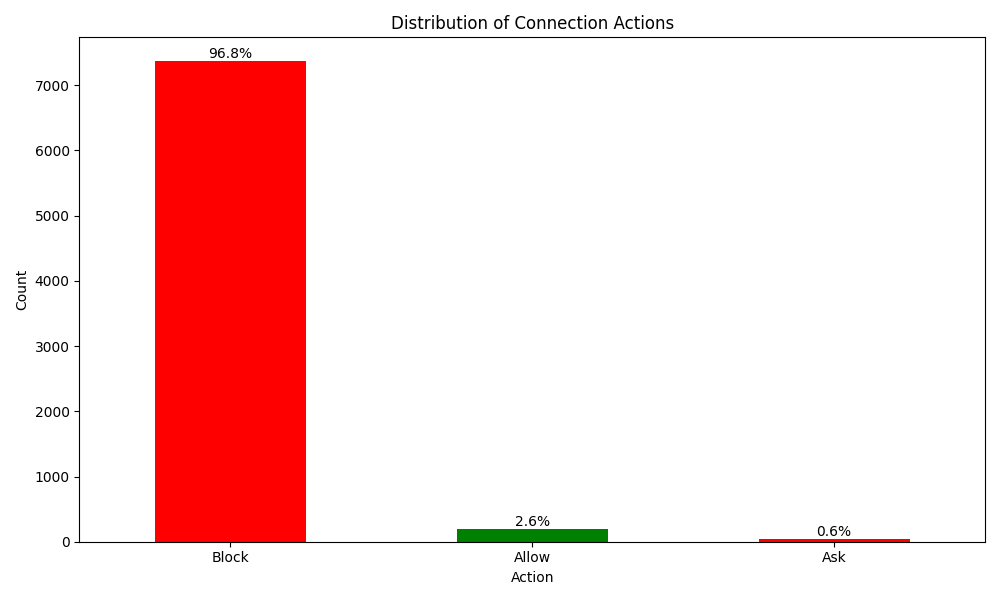 Distribution of Connection Actions
96.8%
7000
6000
5000
4000
3000
2000
1000
0
Count
2.6%
0.6%
Block Allow Ask
Action